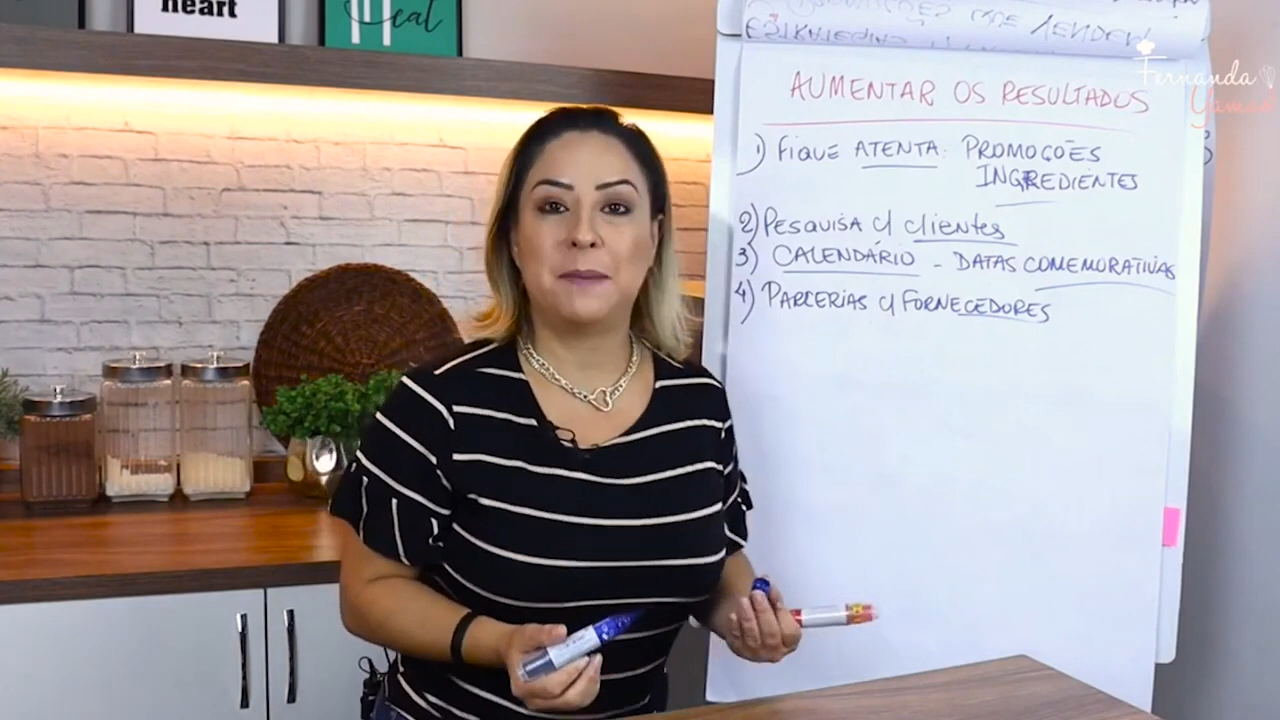 heart
eat
Fernanda
AUMENTAR OS RESULTADOS
1) FIQUE ATENTA: PROMOÇÕES
INGREDIENTES
2) PESQUISA C/ CLIENTES
3) CALENDÁRIO - DATAS COMEMORATIVAS
4) PARCERIAS C/ FORNECEDORES